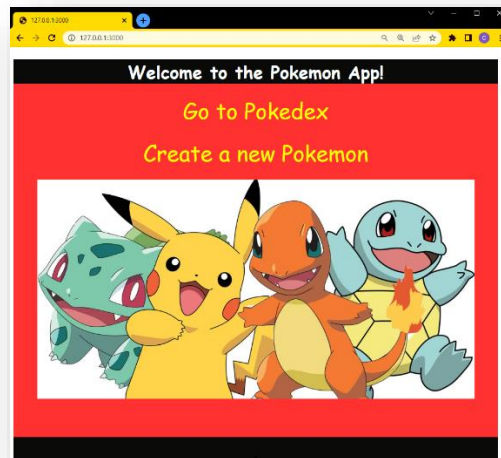 127.0.0.1:3000
127.0.0.1:3000
Welcome to the Pokemon App!
Go to Pokedex
Create a new Pokemon